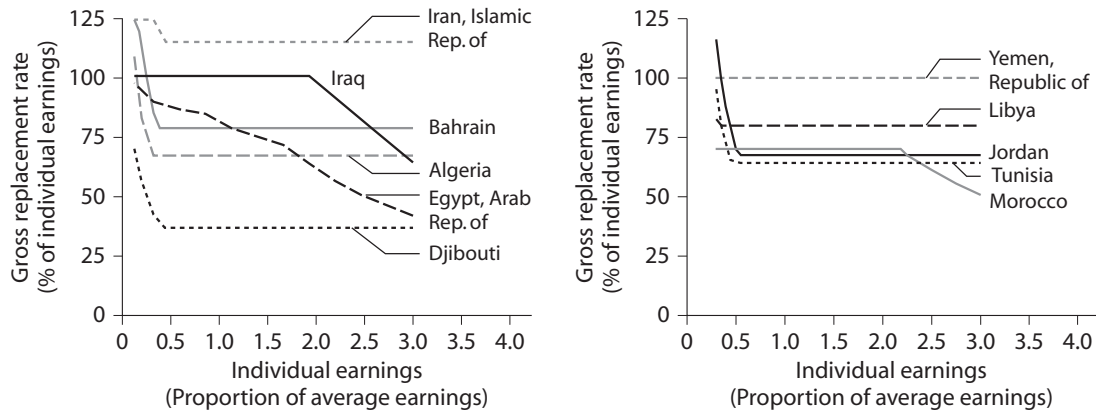 Gross replacement rate
(% of individual earnings)
125
100
75
50
25
0
Iran, Islamic
Rep. of
Iraq
Bahrain
Algeria
Egypt, Arab
Rep. of
Djibouti
0 0.5 1.0 1.5 2.0 2.5 3.0 3.5 4.0
Individual earnings
(Proportion of average earnings)
Gross replacement rate
(% of individual earnings)
125
100
75
50
25
0
Yemen,
Republic of
Libya
Jordan
Tunisia
Morocco
0 0.5 1.0 1.5 2.0 2.5 3.0 3.5 4.0
Individual earnings
(Proportion of average earnings)